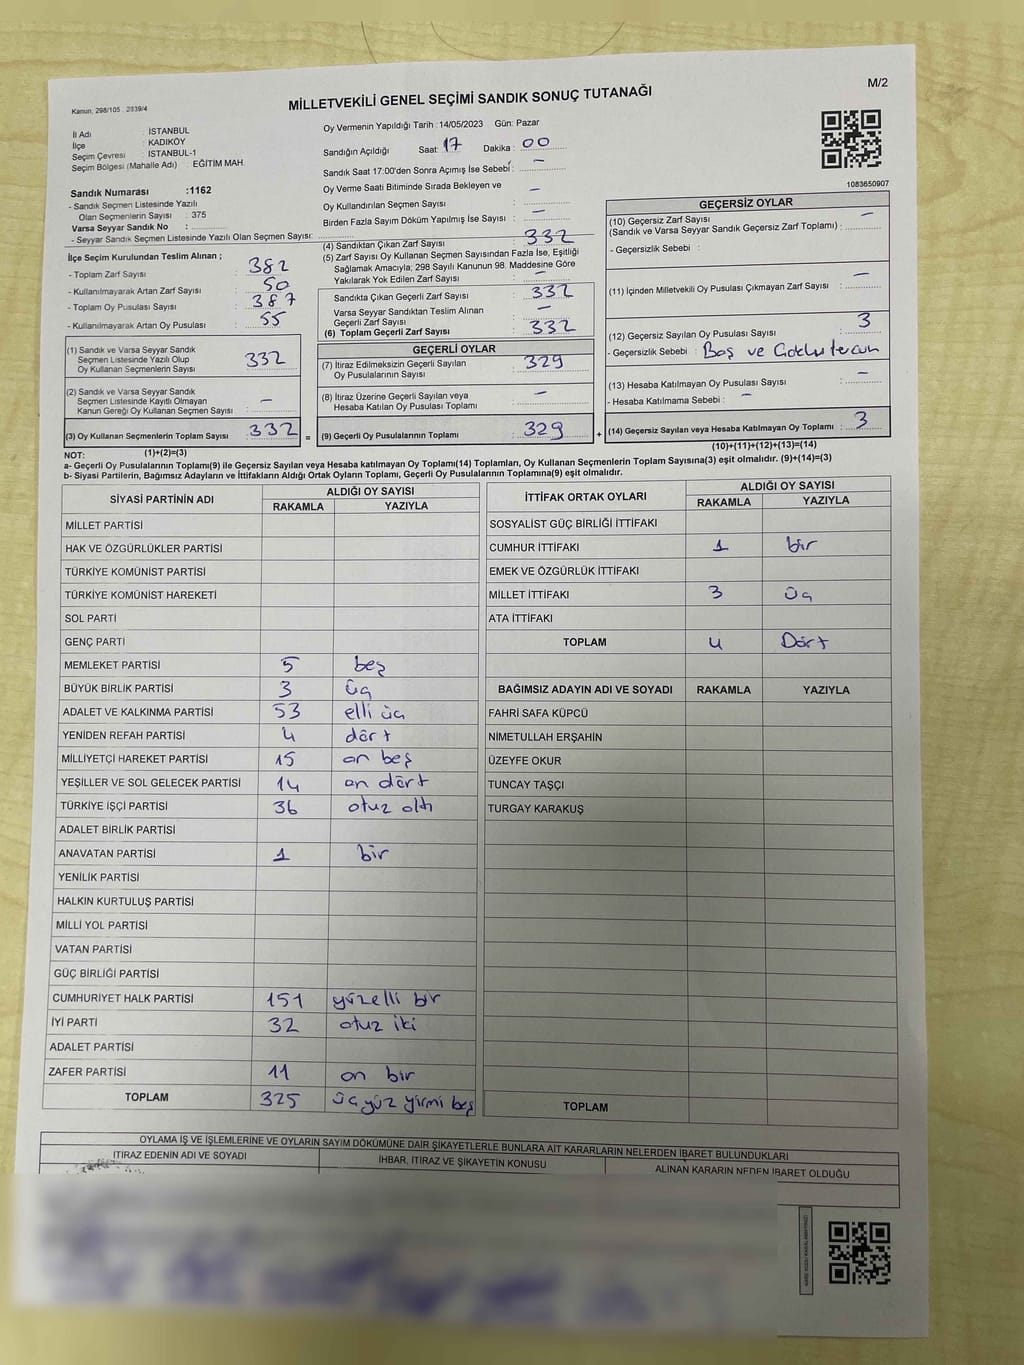 Kanun, 298/105 . 2839/4
MİLLETVEKİLİ GENEL SEÇİMİ SANDIK SONUÇ TUTANAĞI
M/2
İl Adı : İSTANBUL
İlçe : KADIKÖY
Seçim Çevresi : İSTANBUL-1
Seçim Bölgesi (Mahalle Adı) : EĞİTİM MAH.
Oy Vermenin Yapıldığı Tarih : 14/05/2023 Gün: Pazar
Sandığın Açıldığı Saat: 17 Dakika : 00
Sandık Saat 17:00'den Sonra Açımış İse Sebebi : –
Oy Verme Saati Bitiminde Sırada Bekleyen ve
Oy Kullandırılan Seçmen Sayısı : –
Birden Fazla Sayım Döküm Yapılmış İse Sayısı : –
1083650907
Sandık Numarası :1162
- Sandık Seçmen Listesinde Yazılı
Olan Seçmenlerin Sayısı : 375
Varsa Seyyar Sandık No :
- Seyyar Sandık Seçmen Listesinde Yazılı Olan Seçmen Sayısı:
İlçe Seçim Kurulundan Teslim Alınan ;
- Toplam Zarf Sayısı : 382
- Kullanılmayarak Artan Zarf Sayısı : 50
- Toplam Oy Pusulası Sayısı : 387
- Kullanılmayarak Artan Oy Pusulası : 55
(1) Sandık ve Varsa Seyyar Sandık
Seçmen Listesinde Yazılı Olup
Oy Kullanan Seçmenlerin Sayısı : 332
(2) Sandık ve Varsa Seyyar Sandık
Seçmen Listesinde Kayıtlı Olmayan
Kanun Gereği Oy Kullanan Seçmen Sayısı : –
(3) Oy Kullanan Seçmenlerin Toplam Sayısı : 332 =
(4) Sandıktan Çıkan Zarf Sayısı : 332
(5) Zarf Sayısı Oy Kullanan Seçmen Sayısından Fazla İse, Eşitliği
Sağlamak Amacıyla; 298 Sayılı Kanunun 98. Maddesine Göre
Yakılarak Yok Edilen Zarf Sayısı : –
Sandıkta Çıkan Geçerli Zarf Sayısı : 332
Varsa Seyyar Sandıktan Teslim Alınan
Geçerli Zarf Sayısı : –
(6) Toplam Geçerli Zarf Sayısı : 332
GEÇERLİ OYLAR
(7) İtiraz Edilmeksizin Geçerli Sayılan
Oy Pusulalarının Sayısı : 329
(8) İtiraz Üzerine Geçerli Sayılan veya
Hesaba Katılan Oy Pusulası Toplamı : –
(9) Geçerli Oy Pusulalarının Toplamı : 329 +
GEÇERSİZ OYLAR
(10) Geçersiz Zarf Sayısı
(Sandık ve Varsa Seyyar Sandık Geçersiz Zarf Toplamı) : –
- Geçersizlik Sebebi :
(11) İçinden Milletvekili Oy Pusulası Çıkmayan Zarf Sayısı : –
(12) Geçersiz Sayılan Oy Pusulası Sayısı : 3
- Geçersizlik Sebebi : Boş ve
(13) Hesaba Katılmayan Oy Pusulası Sayısı : –
- Hesaba Katılmama Sebebi : –
(14) Geçersiz Sayılan veya Hesaba Katılmayan Oy Toplamı : 3
NOT: (1)+(2)=(3)
(10)+(11)+(12)+(13)=(14)
a- Geçerli Oy Pusulalarının Toplamı(9) ile Geçersiz Sayılan veya Hesaba katılmayan Oy Toplamı(14) Toplamları, Oy Kullanan Seçmenlerin Toplam Sayısına(3) eşit olmalıdır. (9)+(14)=(3)
b- Siyasi Partilerin, Bağımsız Adayların ve İttifakların Aldığı Ortak Oyların Toplamı, Geçerli Oy Pusulalarının Toplamına(9) eşit olmalıdır.
SİYASİ PARTİNİN ADI ALDIĞI OY SAYISI
RAKAMLA YAZIYLA
MİLLET PARTİSİ
HAK VE ÖZGÜRLÜKLER PARTİSİ
TÜRKİYE KOMÜNİST PARTİSİ
TÜRKİYE KOMÜNİST HAREKETİ
SOL PARTİ
GENÇ PARTİ
MEMLEKET PARTİSİ 5 beş
BÜYÜK BİRLİK PARTİSİ 3 üç
ADALET VE KALKINMA PARTİSİ 53 elli üç
YENİDEN REFAH PARTİSİ 4 dört
MİLLİYETÇİ HAREKET PARTİSİ 15 on beş
YEŞİLLER VE SOL GELECEK PARTİSİ 14 on dört
TÜRKİYE İŞÇİ PARTİSİ 36 otuz altı
ADALET BİRLİK PARTİSİ
ANAVATAN PARTİSİ 1 bir
YENİLİK PARTİSİ
HALKIN KURTULUŞ PARTİSİ
MİLLİ YOL PARTİSİ
VATAN PARTİSİ
GÜÇ BİRLİĞİ PARTİSİ
CUMHURİYET HALK PARTİSİ 151 yüzelli bir
İYİ PARTİ 32 otuz iki
ADALET PARTİSİ
ZAFER PARTİSİ 11 on bir
TOPLAM 325 üçyüz yirmi beş
İTTİFAK ORTAK OYLARI ALDIĞI OY SAYISI
RAKAMLA YAZIYLA
SOSYALİST GÜÇ BİRLİĞİ İTTİFAKI
CUMHUR İTTİFAKI 1 bir
EMEK VE ÖZGÜRLÜK İTTİFAKI
MİLLET İTTİFAKI 3 üç
ATA İTTİFAKI
TOPLAM 4 Dört
BAĞIMSIZ ADAYIN ADI VE SOYADI RAKAMLA YAZIYLA
FAHRİ SAFA KÜPCÜ
NİMETULLAH ERŞAHİN
ÜZEYFE OKUR
TUNCAY TAŞÇI
TURGAY KARAKUŞ
TOPLAM
OYLAMA İŞ VE İŞLEMLERİNE VE OYLARIN SAYIM DÖKÜMÜNE DAİR ŞİKAYETLERLE BUNLARA AİT KARARLARIN NELERDEN İBARET BULUNDUKLARI
İTİRAZ EDENİN ADI VE SOYADI İHBAR, İTİRAZ VE ŞİKAYETİN KONUSU ALINAN KARARIN NEDEN İBARET OLDUĞU